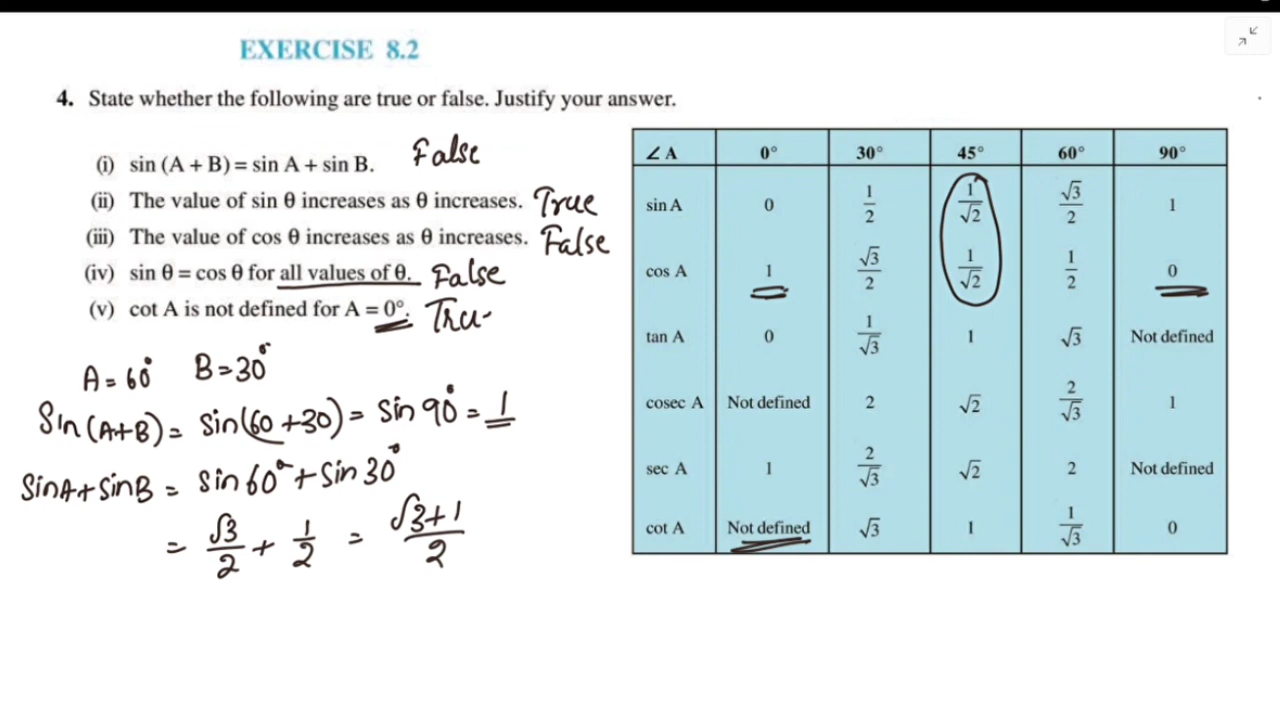 EXERCISE 8.2
4. State whether the following are true or false. Justify your answer.
(i) sin (A + B) = sin A + sin B. False
(ii) The value of sin θ increases as θ increases. True
(iii) The value of cos θ increases as θ increases. False
(iv) sin θ = cos θ for all values of θ. False
(v) cot A is not defined for A = 0°. Tru-
A = 60° B = 30°
Sin(A+B) = Sin(60+30) = Sin 90° = 1
SinA + SinB = Sin 60° + Sin 30°
= √3/2 + 1/2 = √3+1/2
∠A 0° 30° 45° 60° 90°
sin A 0 1/2 1/√2 √3/2 1
cos A 1 √3/2 1/√2 1/2 0
tan A 0 1/√3 1 √3 Not defined
cosec A Not defined 2 √2 2/√3 1
sec A 1 2/√3 √2 2 Not defined
cot A Not defined √3 1 1/√3 0